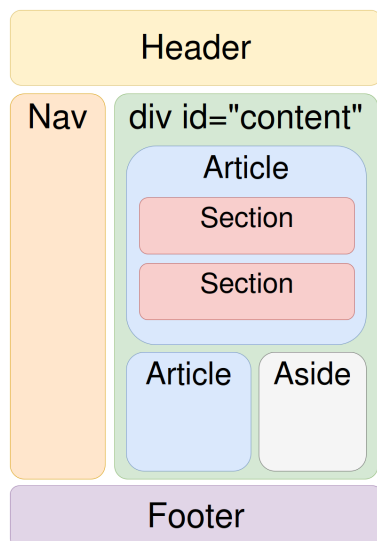 Header
Nav
div id="content"
Article
Section
Section
Article
Aside
Footer